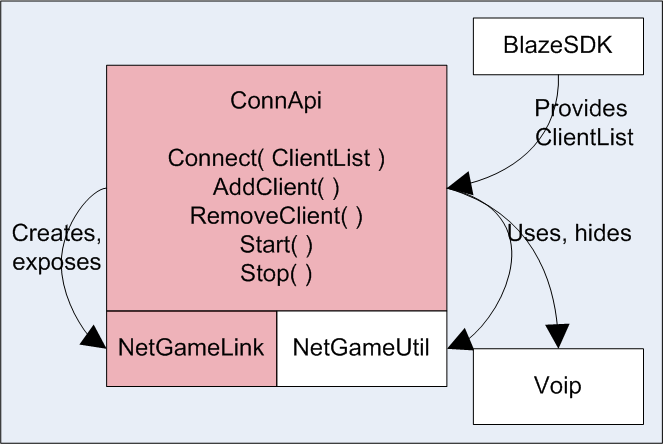 BlazeSDK
Provides
ClientList
ConnApi
Connect( ClientList )
AddClient( )
RemoveClient( )
Start( )
Stop( )
Creates,
exposes
Uses, hides
NetGameLink
NetGameUtil
Voip